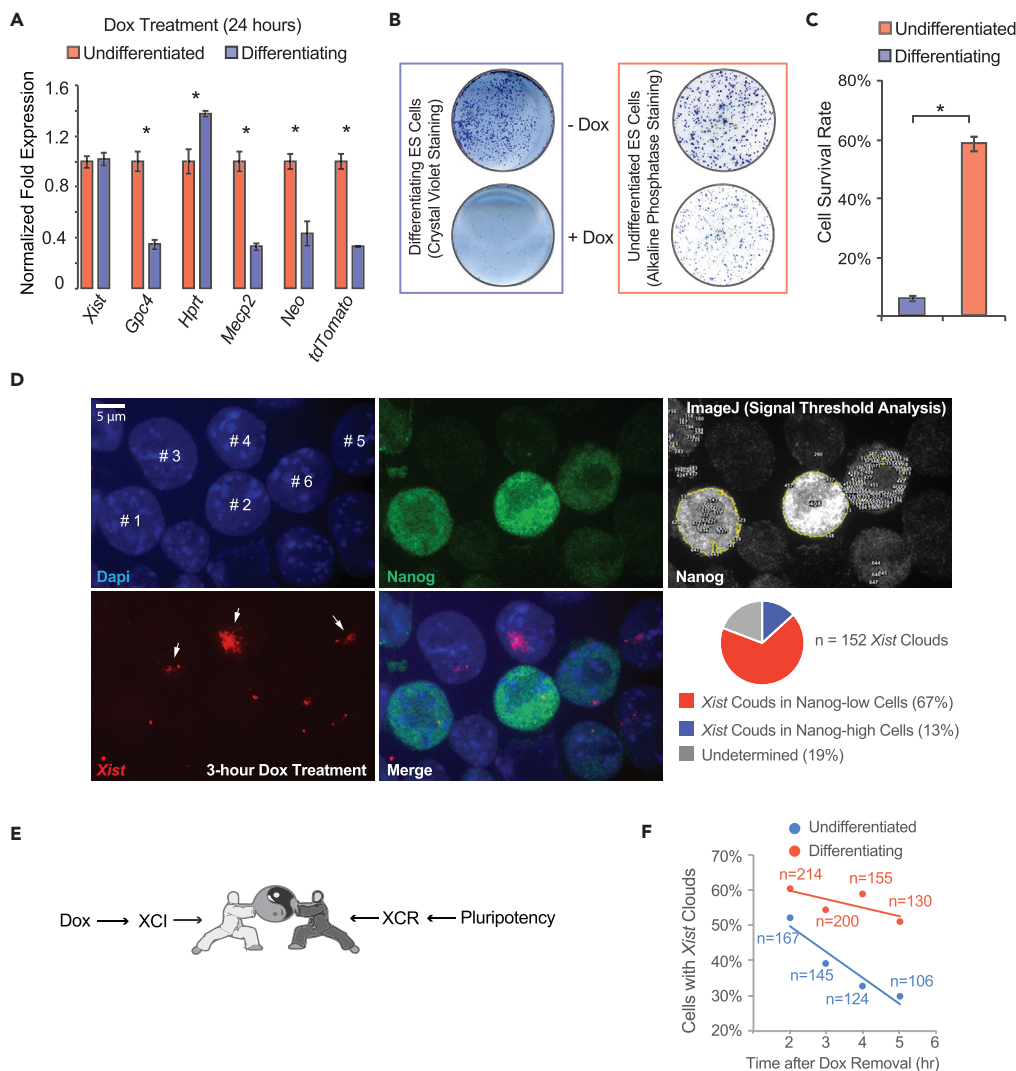 A
Dox Treatment (24 hours)
Undifferentiated Differentiating
Normalized Fold Expression
1.6
1.2
0.8
0.4
0
* * * * *
Xist Gpc4 Hprt Mecp2 Neo tdTomato
B
Differentiating ES Cells
(Crystal Violet Staining)
- Dox
+ Dox
Undifferentiated ES Cells
(Alkaline Phosphatase Staining)
C
Undifferentiated
Differentiating
Cell Survival Rate
80%
60%
40%
20%
*
D
5 µm
# 1
# 2
# 3
# 4
# 5
# 6
Dapi
Nanog
ImageJ (Signal Threshold Analysis)
Nanog
Xist
3-hour Dox Treatment
Merge
n = 152 Xist Clouds
Xist Couds in Nanog-low Cells (67%)
Xist Couds in Nanog-high Cells (13%)
Undetermined (19%)
E
Dox XCI XCR Pluripotency
F
Undifferentiated
Differentiating
Cells with Xist Clouds
70%
60%
50%
40%
30%
20%
n=214
n=155
n=130
n=200
n=167
n=145
n=124
n=106
2 3 4 5 6
Time after Dox Removal (hr)